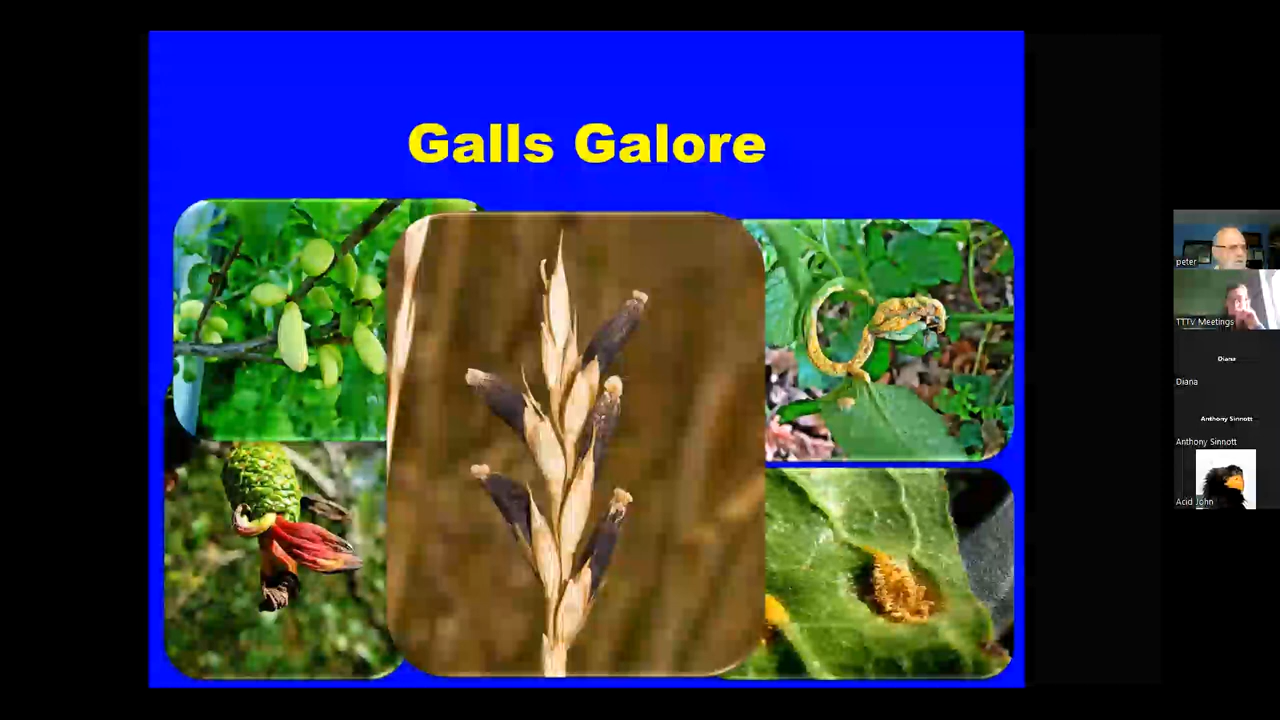 Galls Galore
peter
TTTV Meetings
Diana
Diana
Anthony Sinnott
Anthony Sinnott
Acid John